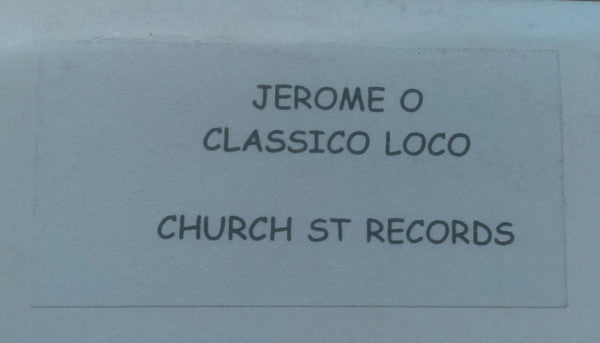 JEROME O
CLASSICO LOCO
CHURCH ST RECORDS